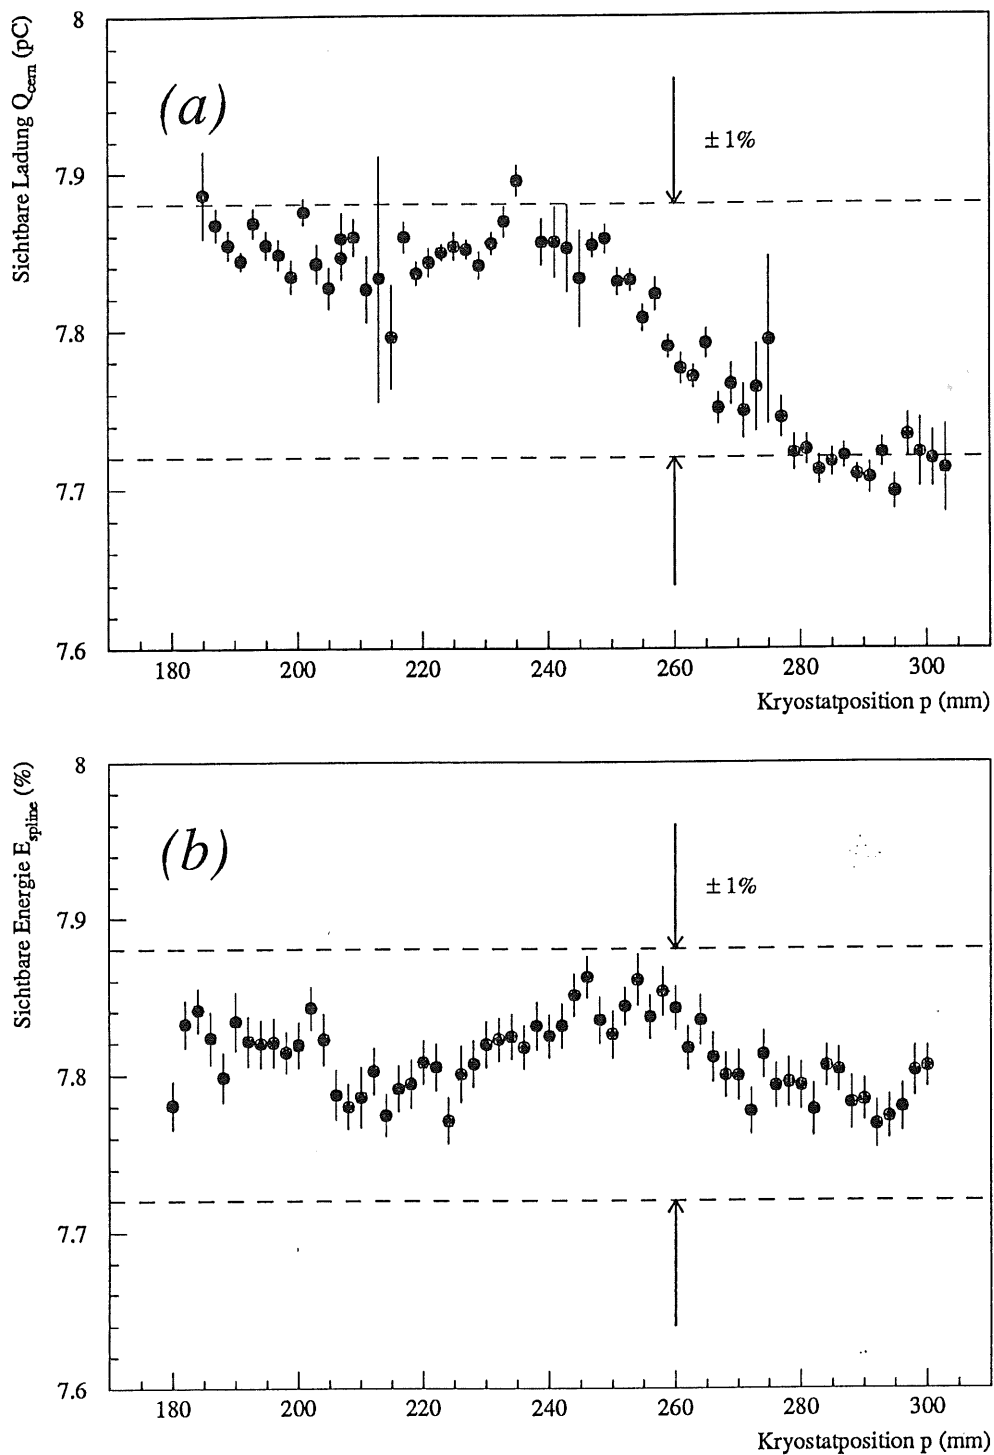 Sichtbare Ladung Q_cern (pC)
8
7.9
7.8
7.7
7.6
(a)
± 1%
180 200 220 240 260 280 300
Kryostatposition p (mm)
Sichtbare Energie E_spline (%)
8
7.9
7.8
7.7
7.6
(b)
± 1%
180 200 220 240 260 280 300
Kryostatposition p (mm)